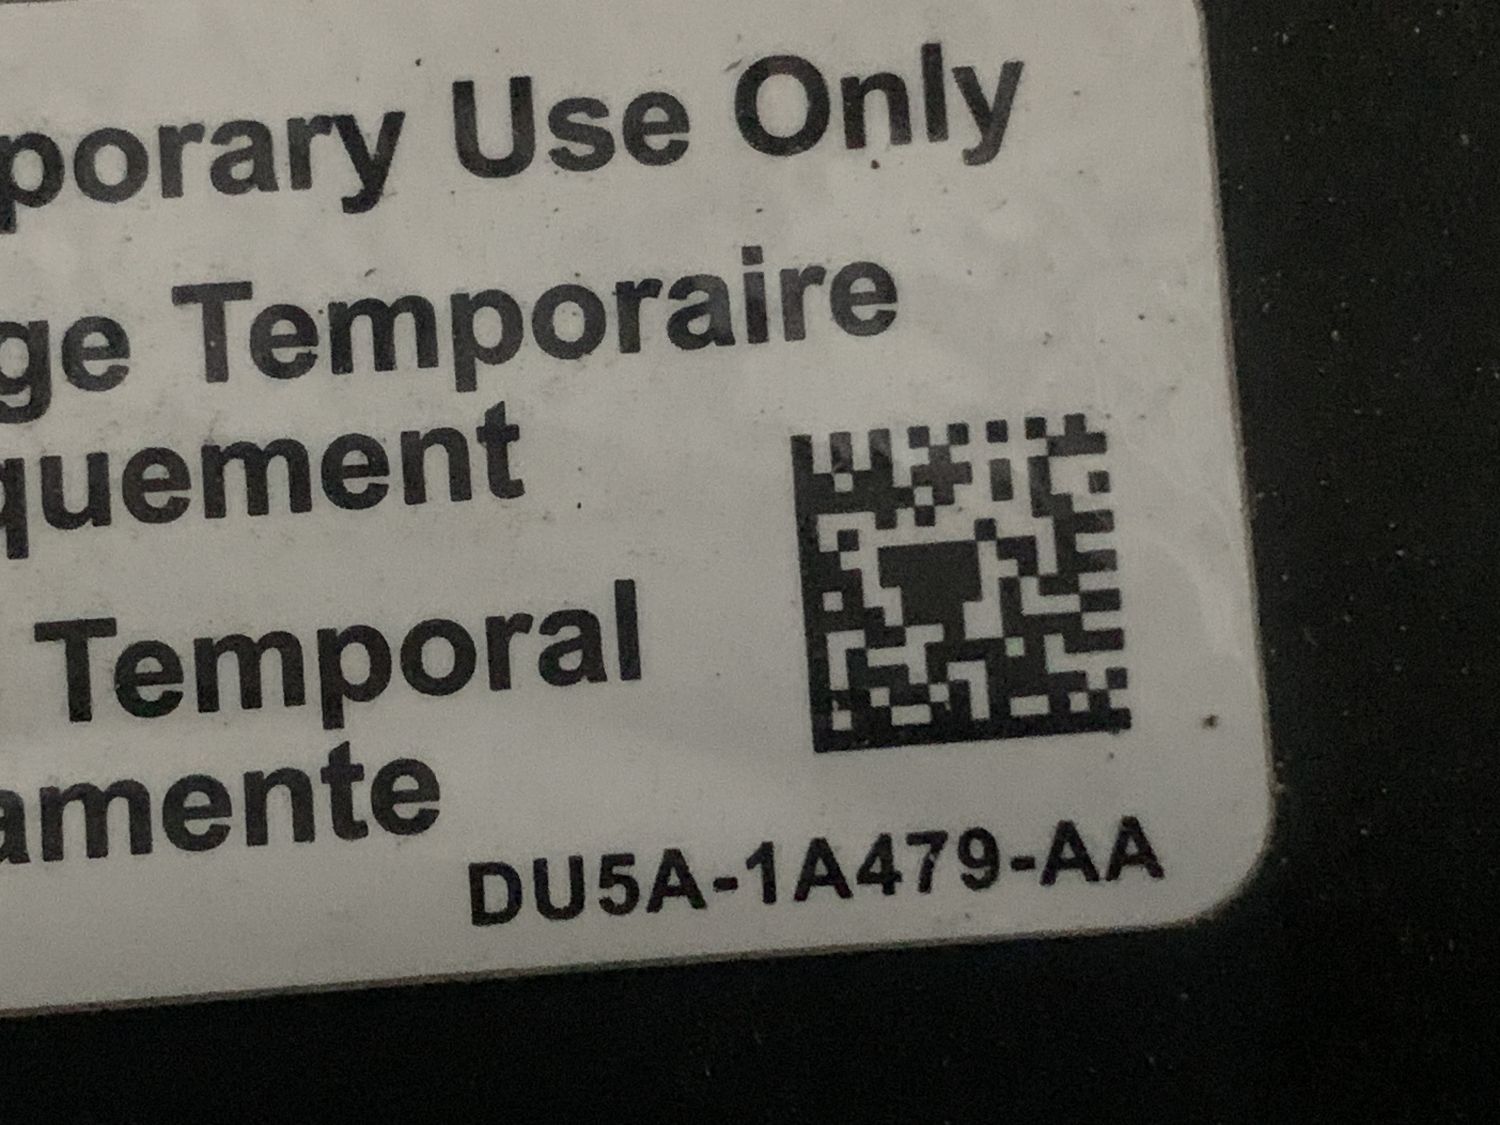 porary Use Only
ge Temporaire
quement
Temporal
amente
DU5A-1A479-AA